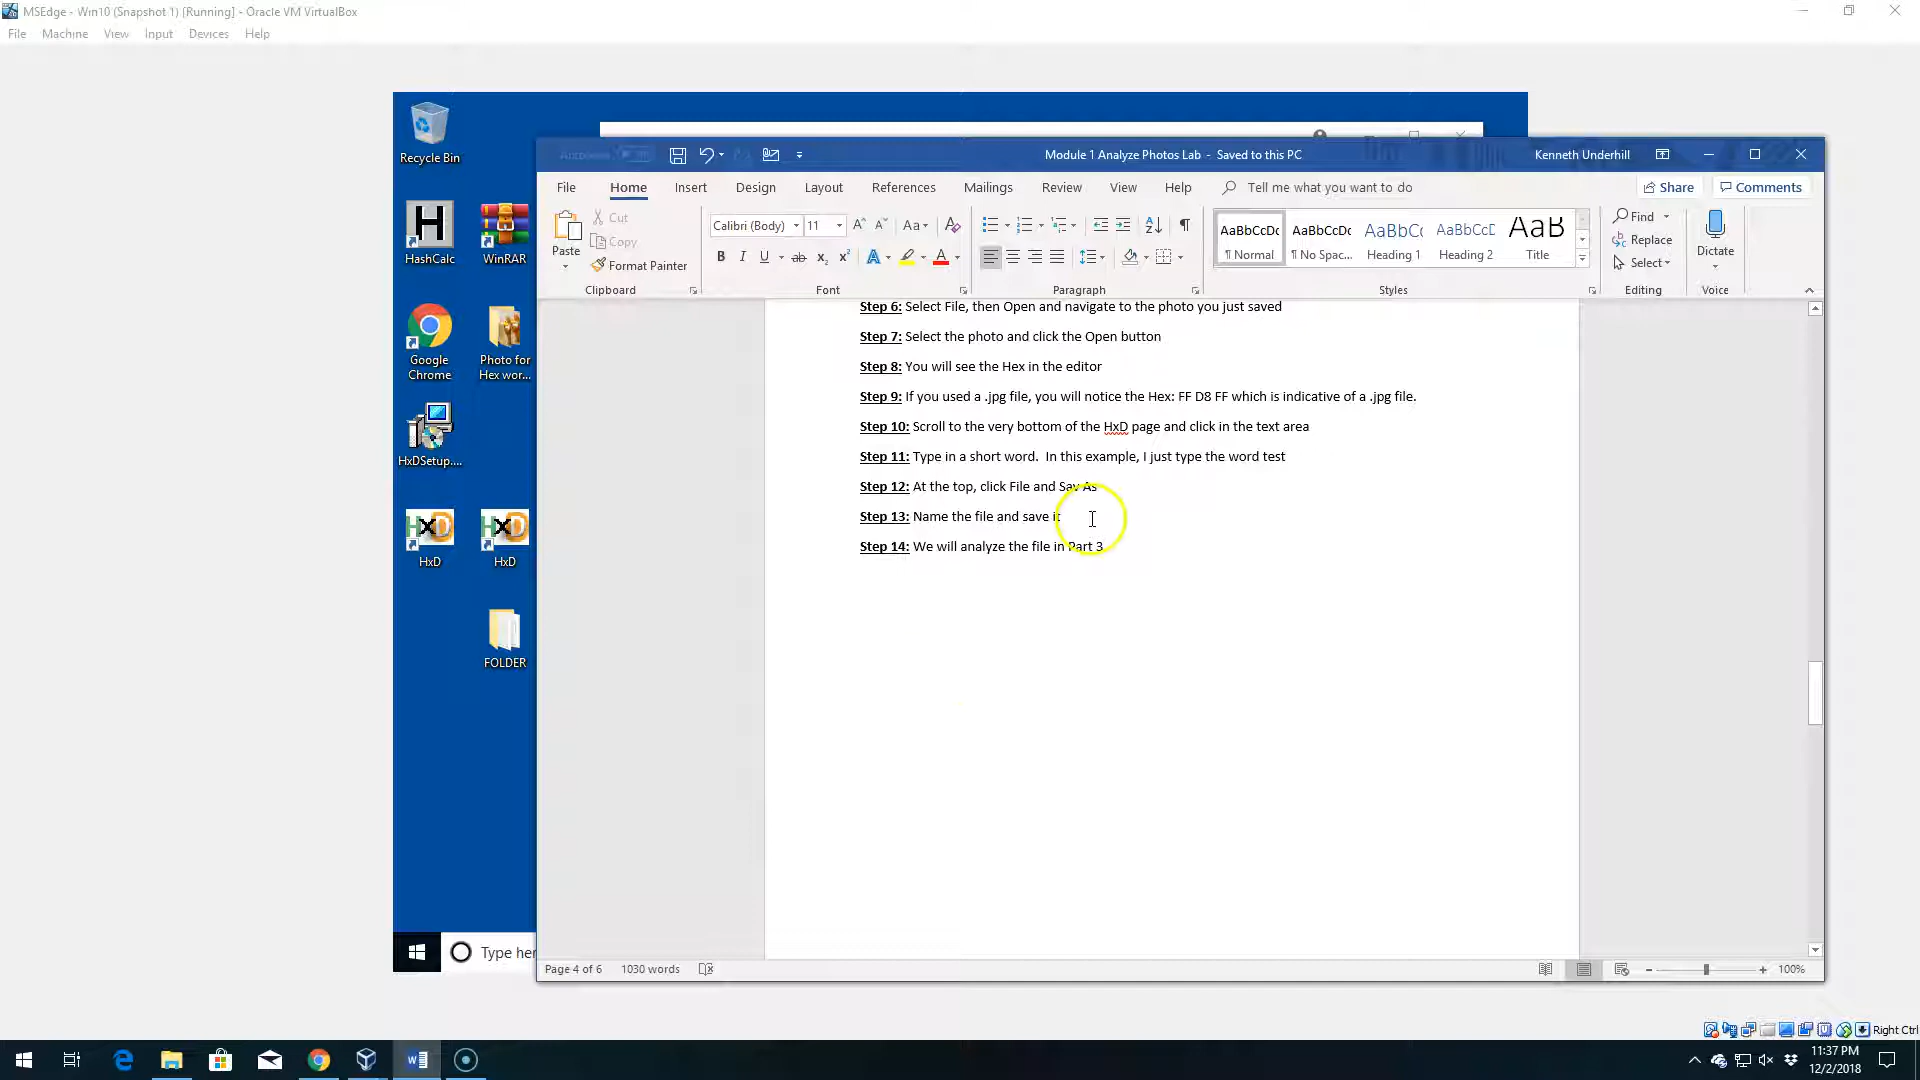 MSEdge - Win10 (Snapshot 1) [Running] - Oracle VM VirtualBox
File Machine View Input Devices Help
Recycle Bin
HashCalc
WinRAR
Google Chrome
Photo for Hex wor...
HxDSetup....
HxD
HxD
FOLDER
Type her
Module 1 Analyze Photos Lab - Saved to this PC
Kenneth Underhill
File Home Insert Design Layout References Mailings Review View Help Tell me what you want to do Share Comments
Paste
Cut
Copy
Format Painter
Clipboard
Calibri (Body) 11
Font
Paragraph
AaBbCcDc AaBbCcDc AaBbCc AaBbCcD AaB
¶ Normal ¶ No Spac... Heading 1 Heading 2 Title
Styles
Find
Replace
Select
Editing
Dictate
Voice
Step 6: Select File, then Open and navigate to the photo you just saved
Step 7: Select the photo and click the Open button
Step 8: You will see the Hex in the editor
Step 9: If you used a .jpg file, you will notice the Hex: FF D8 FF which is indicative of a .jpg file.
Step 10: Scroll to the very bottom of the HxD page and click in the text area
Step 11: Type in a short word. In this example, I just type the word test
Step 12: At the top, click File and Sav As
Step 13: Name the file and save it
Step 14: We will analyze the file in Part 3
Page 4 of 6 1030 words
100%
Right Ctrl
11:37 PM
12/2/2018